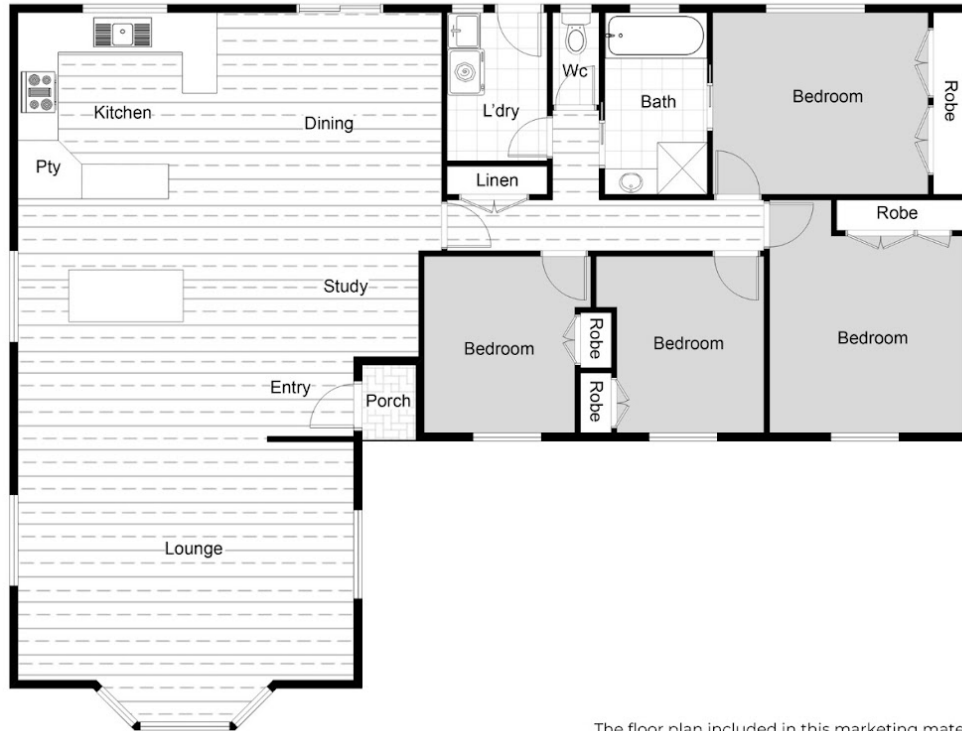 Kitchen
Dining
Pty
L'dry
Wc
Bath
Bedroom
Robe
Linen
Robe
Study
Bedroom
Robe
Robe
Bedroom
Bedroom
Entry
Porch
Lounge
The floor plan included in this marketing mate